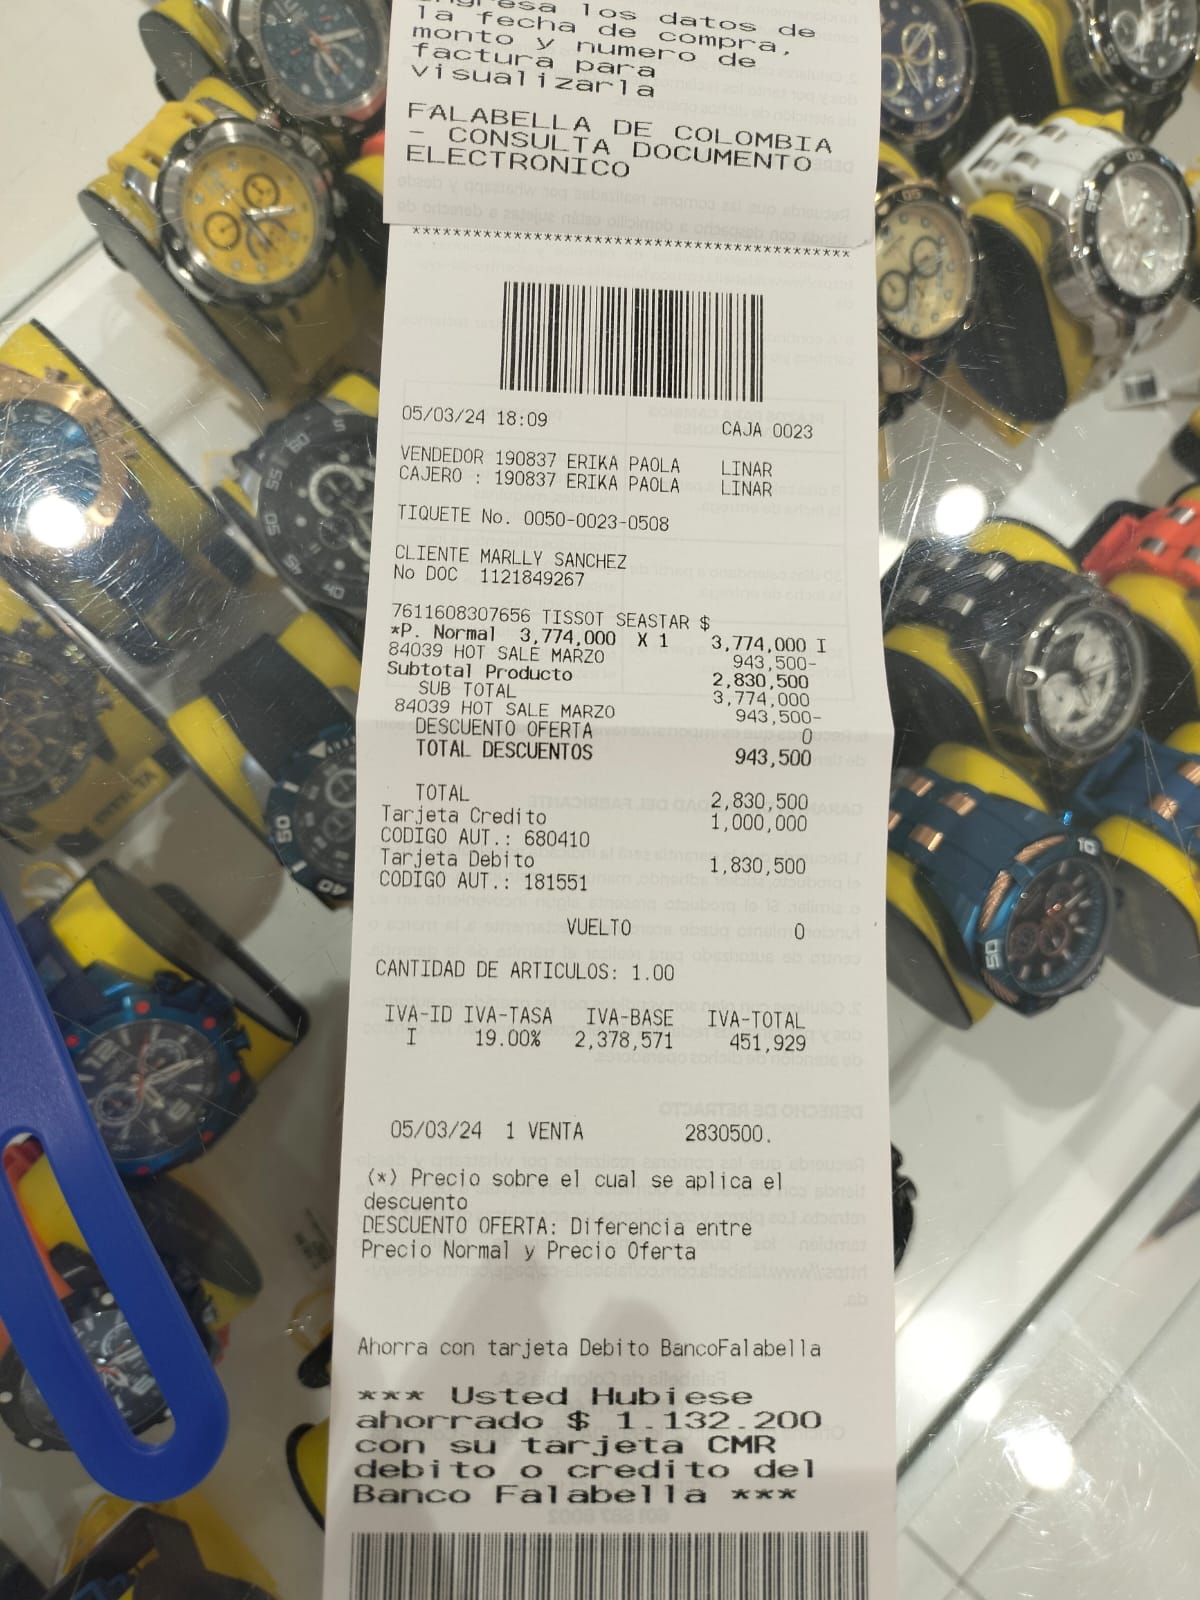 Ingresa los datos de
la fecha de compra,
monto y numero de
factura para
visualizarla
FALABELLA DE COLOMBIA
- CONSULTA DOCUMENTO
ELECTRONICO
*****************************************
05/03/24 18:09 CAJA 0023
VENDEDOR 190837 ERIKA PAOLA LINAR
CAJERO : 190837 ERIKA PAOLA LINAR
TIQUETE No. 0050-0023-0508
CLIENTE MARLLY SANCHEZ
No DOC 1121849267
7611608307656 TISSOT SEASTAR $
*P. Normal 3,774,000 X 1 3,774,000 I
84039 HOT SALE MARZO 943,500-
Subtotal Producto 2,830,500
SUB TOTAL 3,774,000
84039 HOT SALE MARZO 943,500-
DESCUENTO OFERTA 0
TOTAL DESCUENTOS 943,500
TOTAL 2,830,500
Tarjeta Credito 1,000,000
CODIGO AUT.: 680410
Tarjeta Debito 1,830,500
CODIGO AUT.: 181551
VUELTO 0
CANTIDAD DE ARTICULOS: 1.00
IVA-ID IVA-TASA IVA-BASE IVA-TOTAL
I 19.00% 2,378,571 451,929
05/03/24 1 VENTA 2830500.
(*) Precio sobre el cual se aplica el
descuento
DESCUENTO OFERTA: Diferencia entre
Precio Normal y Precio Oferta
Ahorra con tarjeta Debito BancoFalabella
*** Usted Hubiese
ahorrado $ 1.132.200
con su tarjeta CMR
debito o credito del
Banco Falabella ***